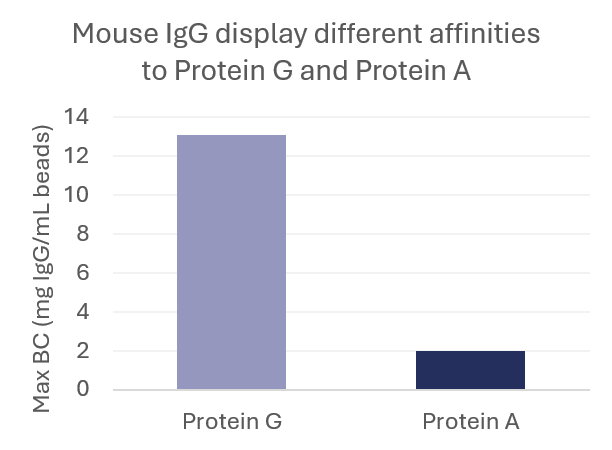 Mouse IgG display different affinities
to Protein G and Protein A
Max BC (mg IgG/mL beads)
14
12
10
8
6
4
2
0
Protein G
Protein A